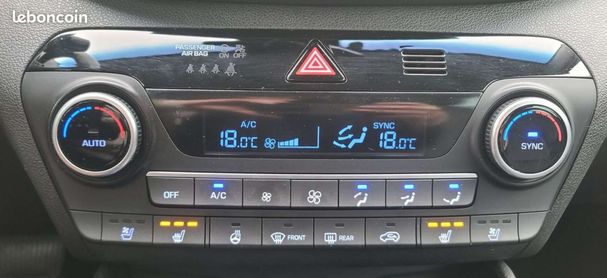 leboncoin
PASSENGER
AIR BAG
ON OFF
A/C
SYNC
18.0°C
18.0°C
AUTO
SYNC
OFF
A/C
FRONT
REAR